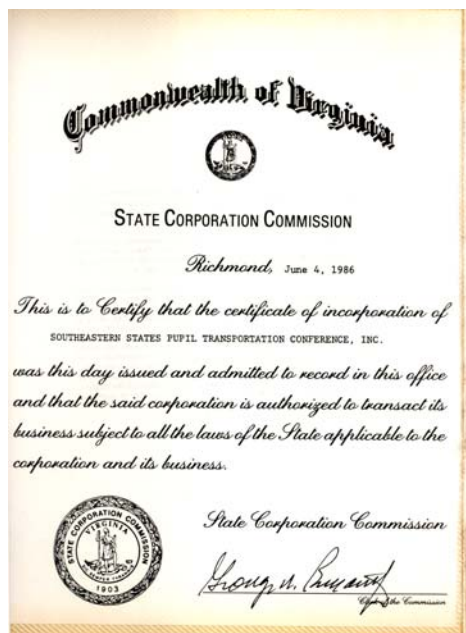 Commonwealth of Virginia
STATE CORPORATION COMMISSION
Richmond, June 4, 1986
This is to Certify that the certificate of incorporation of
SOUTHEASTERN STATES PUPIL TRANSPORTATION CONFERENCE, INC.
was this day issued and admitted to record in this office
and that the said corporation is authorized to transact its
business subject to all the laws of the State applicable to the
corporation and its business.
STATE CORPORATION COMMISSION
VIRGINIA
1903
State Corporation Commission
Clerk of the Commission